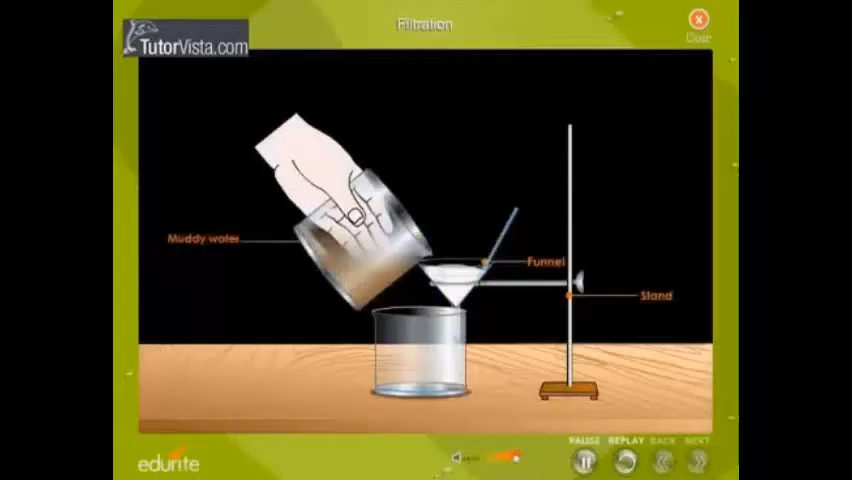 Filtration
TutorVista.com
Close
Muddy water
Funnel
Stand
PAUSE REPLAY BACK NEXT
edurite